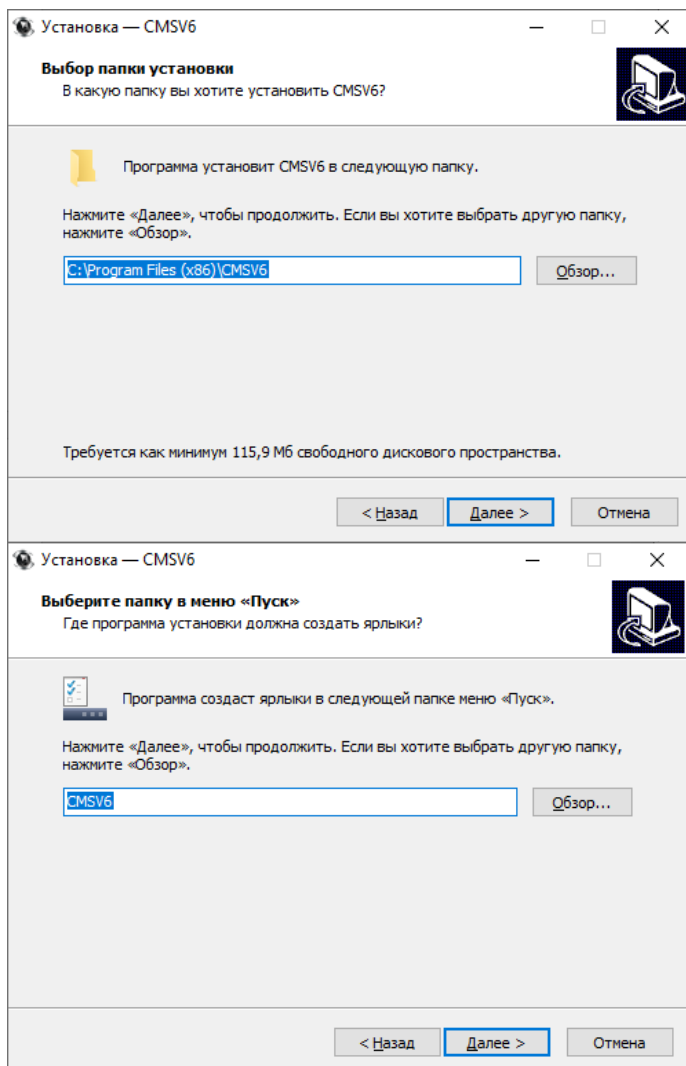 Установка — CMSV6
Выбор папки установки
В какую папку вы хотите установить CMSV6?
Программа установит CMSV6 в следующую папку.
Нажмите «Далее», чтобы продолжить. Если вы хотите выбрать другую папку,
нажмите «Обзор».
C:\Program Files (x86)\CMSV6
Обзор...
Требуется как минимум 115,9 Мб свободного дискового пространства.
< Назад
Далее >
Отмена
Установка — CMSV6
Выберите папку в меню «Пуск»
Где программа установки должна создать ярлыки?
Программа создаст ярлыки в следующей папке меню «Пуск».
Нажмите «Далее», чтобы продолжить. Если вы хотите выбрать другую папку,
нажмите «Обзор».
CMSV6
Обзор...
< Назад
Далее >
Отмена